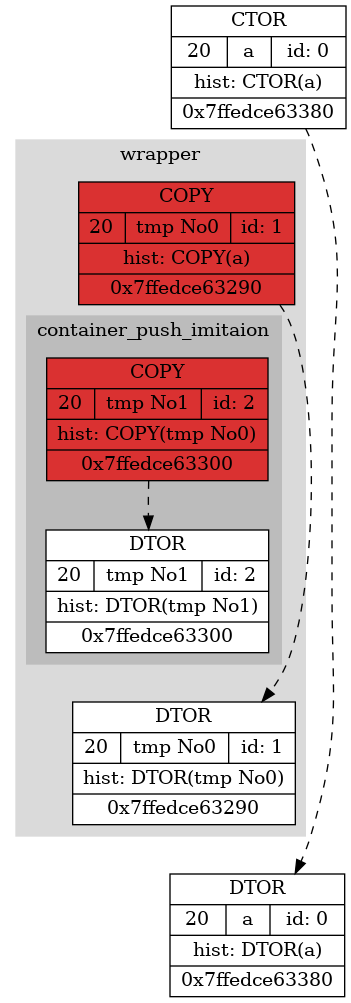 CTOR
20 a id: 0
hist: CTOR(a)
0x7ffedce63380
wrapper
COPY
20 tmp No0 id: 1
hist: COPY(a)
0x7ffedce63290
container_push_imitaion
COPY
20 tmp No1 id: 2
hist: COPY(tmp No0)
0x7ffedce63300
DTOR
20 tmp No1 id: 2
hist: DTOR(tmp No1)
0x7ffedce63300
DTOR
20 tmp No0 id: 1
hist: DTOR(tmp No0)
0x7ffedce63290
DTOR
20 a id: 0
hist: DTOR(a)
0x7ffedce63380